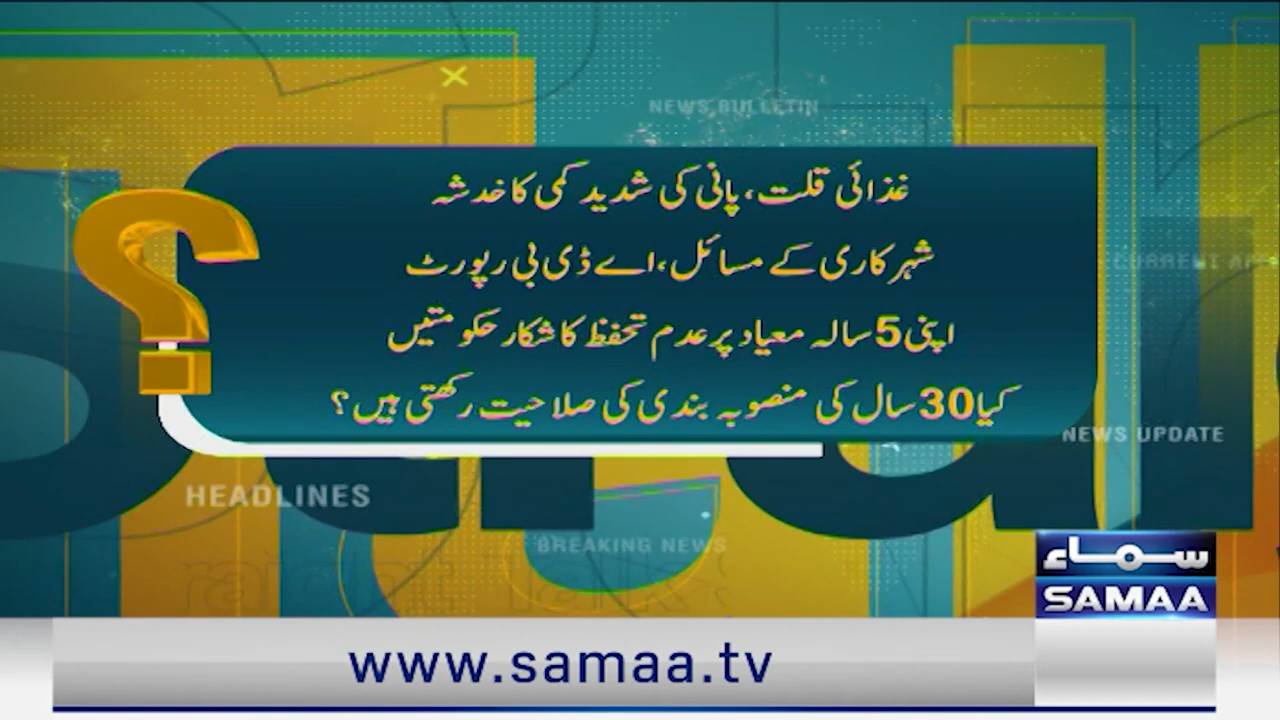 NEWS BULLETIN
غذائی قلت، پانی کی شدید کمی کا خدشہ
شہر کاری کے مسائل، اے ڈی بی رپورٹ
اپنی 5 سالہ معیاد پر عدم تحفظ کا شکار حکومتیں
کیا 30 سال کی منصوبہ بندی کی صلاحیت رکھتی ہیں؟
CURRENT
NEWS UPDATE
HEADLINES
BREAKING NEWS
سماء
SAMAA
www.samaa.tv